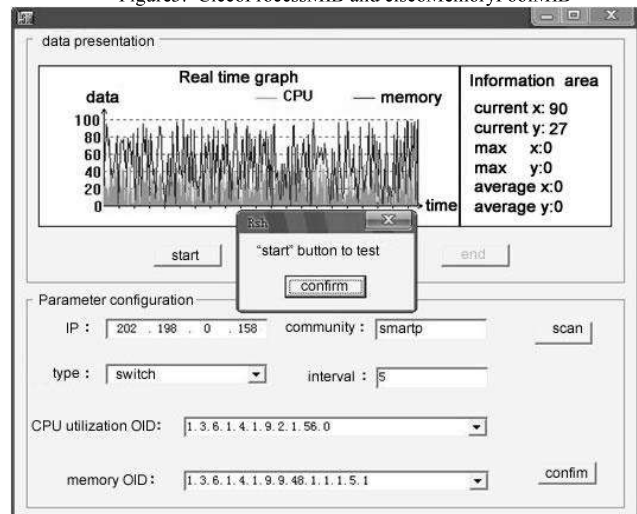 data presentation
Real time graph
data
CPU
memory
100
80
60
40
20
0
time
Information area
current x: 90
current y: 27
max x:0
max y:0
average x:0
average y:0
Rsh
"start" button to test
confirm
start
end
Parameter configuration
IP : 202 . 198 . 0 . 158
community : smartp
scan
type : switch
interval : 5
CPU utilization OID: 1.3.6.1.4.1.9.2.1.56.0
memory OID: 1.3.6.1.4.1.9.9.48.1.1.1.5.1
confim